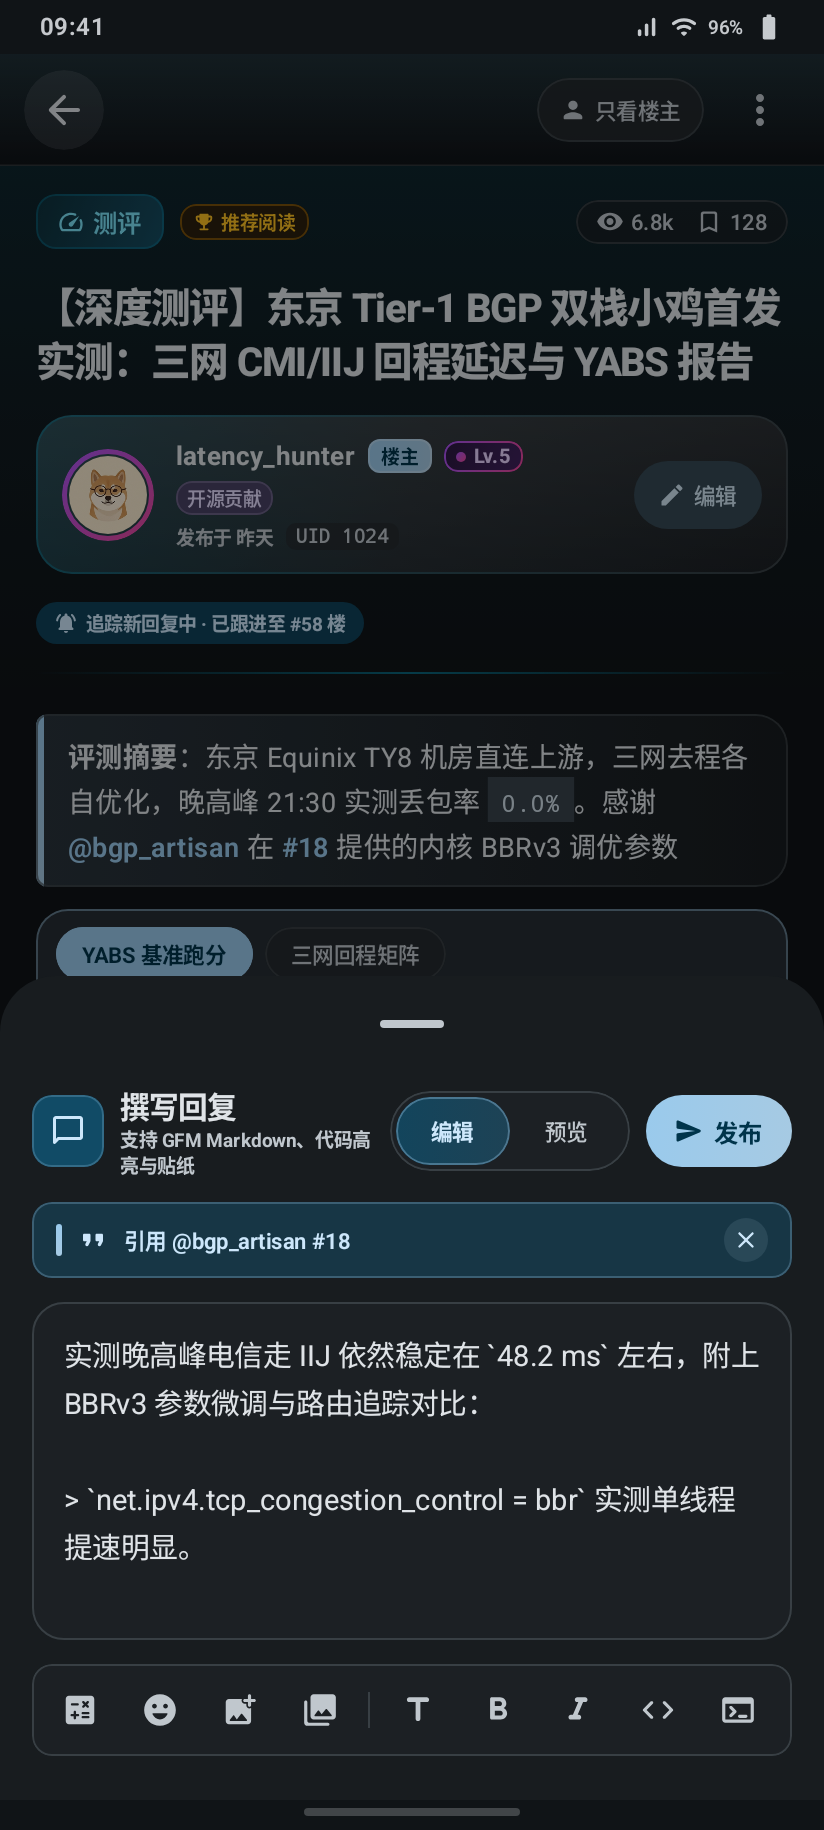 09:41
96%
只看楼主
测评
推荐阅读
6.8k
128
【深度测评】东京 Tier-1 BGP 双栈小鸡首发
实测：三网 CMI/IIJ 回程延迟与 YABS 报告
latency_hunter 楼主 Lv.5
开源贡献
发布于 昨天 UID 1024
编辑
追踪新回复中 · 已跟进至 #58 楼
评测摘要：东京 Equinix TY8 机房直连上游，三网去程各
自优化，晚高峰 21:30 实测丢包率 0.0% 。感谢
@bgp_artisan 在 #18 提供的内核 BBRv3 调优参数
YABS 基准跑分
三网回程矩阵
撰写回复
支持 GFM Markdown、代码高
亮与贴纸
编辑
预览
发布
引用 @bgp_artisan #18
实测晚高峰电信走 IIJ 依然稳定在 `48.2 ms` 左右，附上
BBRv3 参数微调与路由追踪对比：
> `net.ipv4.tcp_congestion_control = bbr` 实测单线程
提速明显。